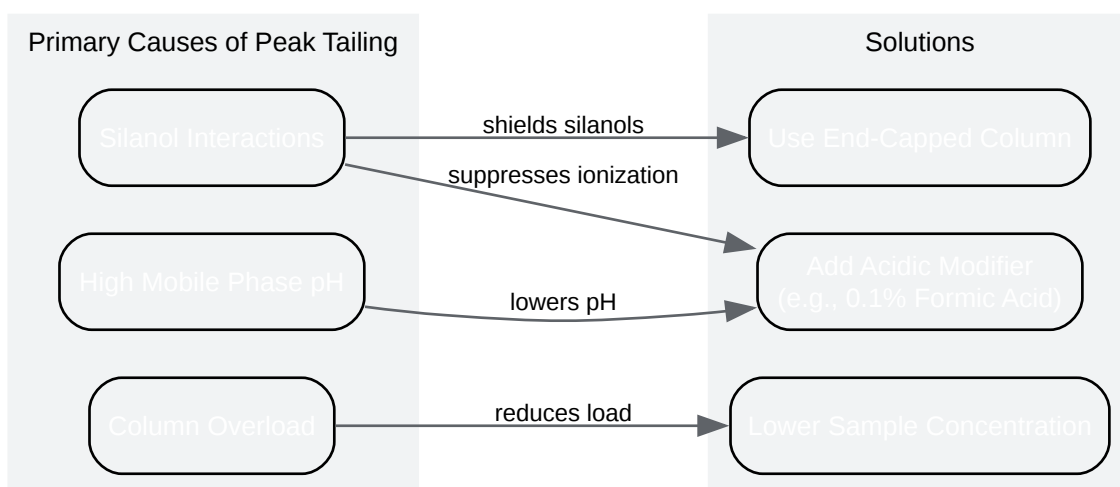 Primary Causes of Peak Tailing
Solutions
Silanol Interactions
shields silanols
Use End-Capped Column
suppresses ionization
High Mobile Phase pH
lowers pH
Add Acidic Modifier
(e.g., 0.1% Formic Acid)
Column Overload
reduces load
Lower Sample Concentration